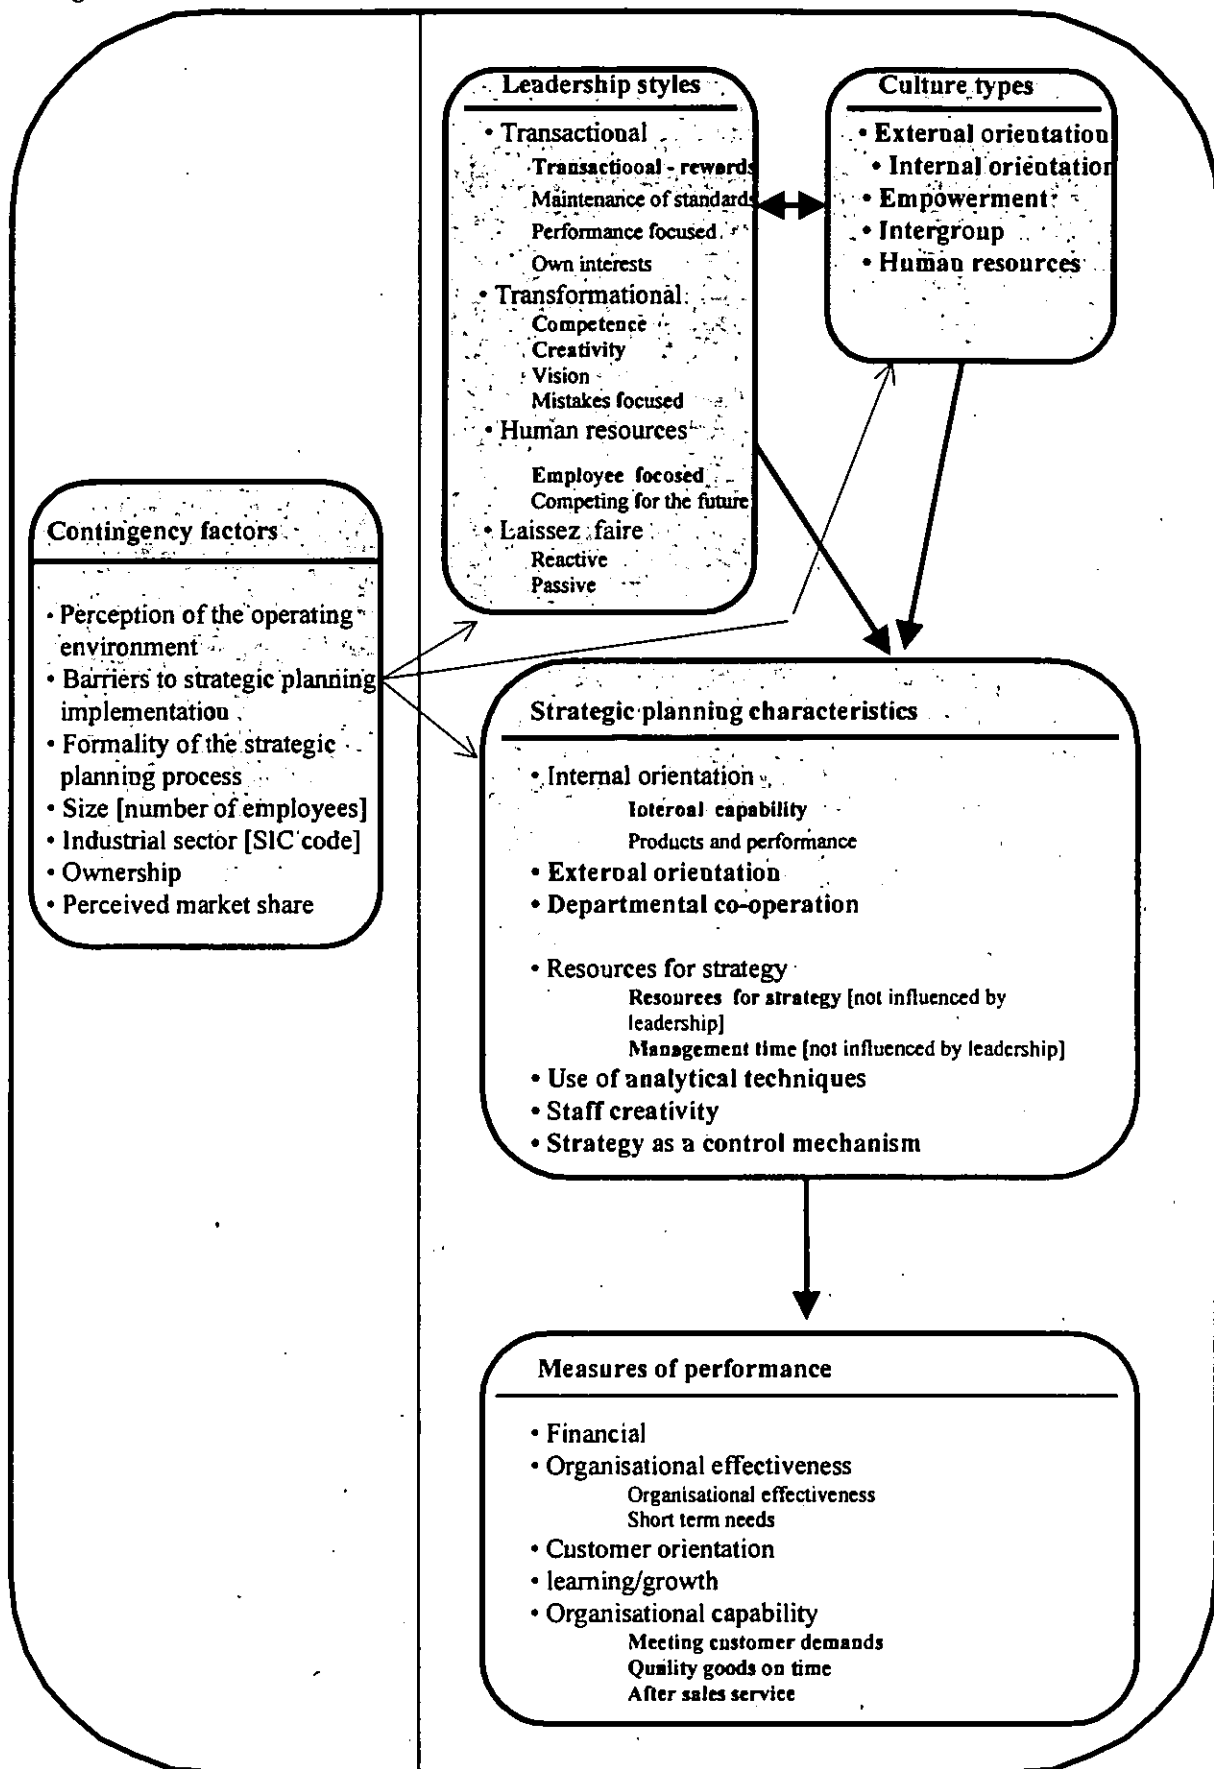 Leadership styles
• Transactional
Transactiooal - rewards
Maintenance of standards
Performance focused
Own interests
• Transformational
Competence
Creativity
Vision
Mistakes focused
• Human resources
Employee focosed
Competing for the future
• Laissez faire
Reactive
Passive
Culture types
• External orientation
• Internal orientation
• Empowerment
• Intergroup
• Human resources
Contingency factors
• Perception of the operating
environment
• Barriers to strategic planning
implementation
• Formality of the strategic
planning process
• Size [number of employees]
• Industrial sector [SIC code]
• Ownership
• Perceived market share
Strategic planning characteristics
• Internal orientation
Ioteroal capability
Products and performance
• External orientation
• Departmental co-operation
• Resources for strategy
Resources for strategy [not influenced by
leadership]
Management time [not influenced by leadership]
• Use of analytical techniques
• Staff creativity
• Strategy as a control mechanism
Measures of performance
• Financial
• Organisational effectiveness
Organisational effectiveness
Short term needs
• Customer orientation
• learning/growth
• Organisational capability
Meeting customer demands
Quality goods on time
After sales service